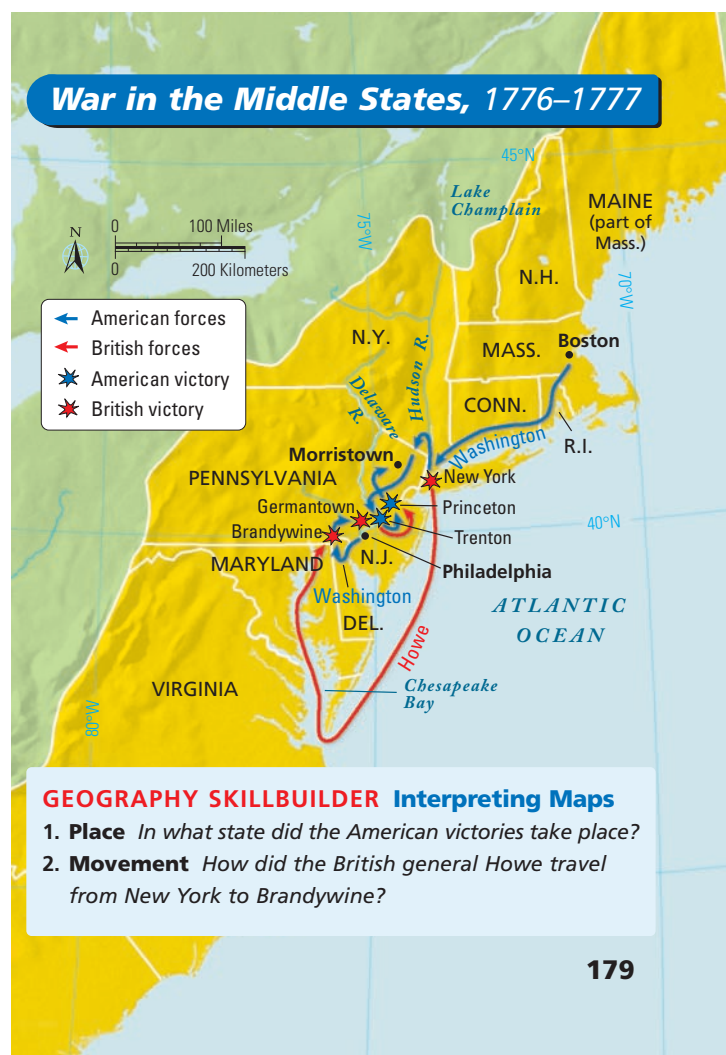 War in the Middle States, 1776–1777
45°N
Lake
Champlain
MAINE
(part of
Mass.)
N
0 100 Miles
0 200 Kilometers
75°W
70°W
N.H.
American forces
British forces
American victory
British victory
N.Y.
Hudson R.
MASS.
Boston
Delaware
R.
CONN.
Washington
R.I.
Morristown
PENNSYLVANIA
New York
Germantown
Princeton
Brandywine
Trenton
40°N
N.J.
MARYLAND
Philadelphia
Washington
ATLANTIC
OCEAN
DEL.
Howe
VIRGINIA
Chesapeake
Bay
80°W
GEOGRAPHY SKILLBUILDER Interpreting Maps
1. Place In what state did the American victories take place?
2. Movement How did the British general Howe travel
from New York to Brandywine?
179